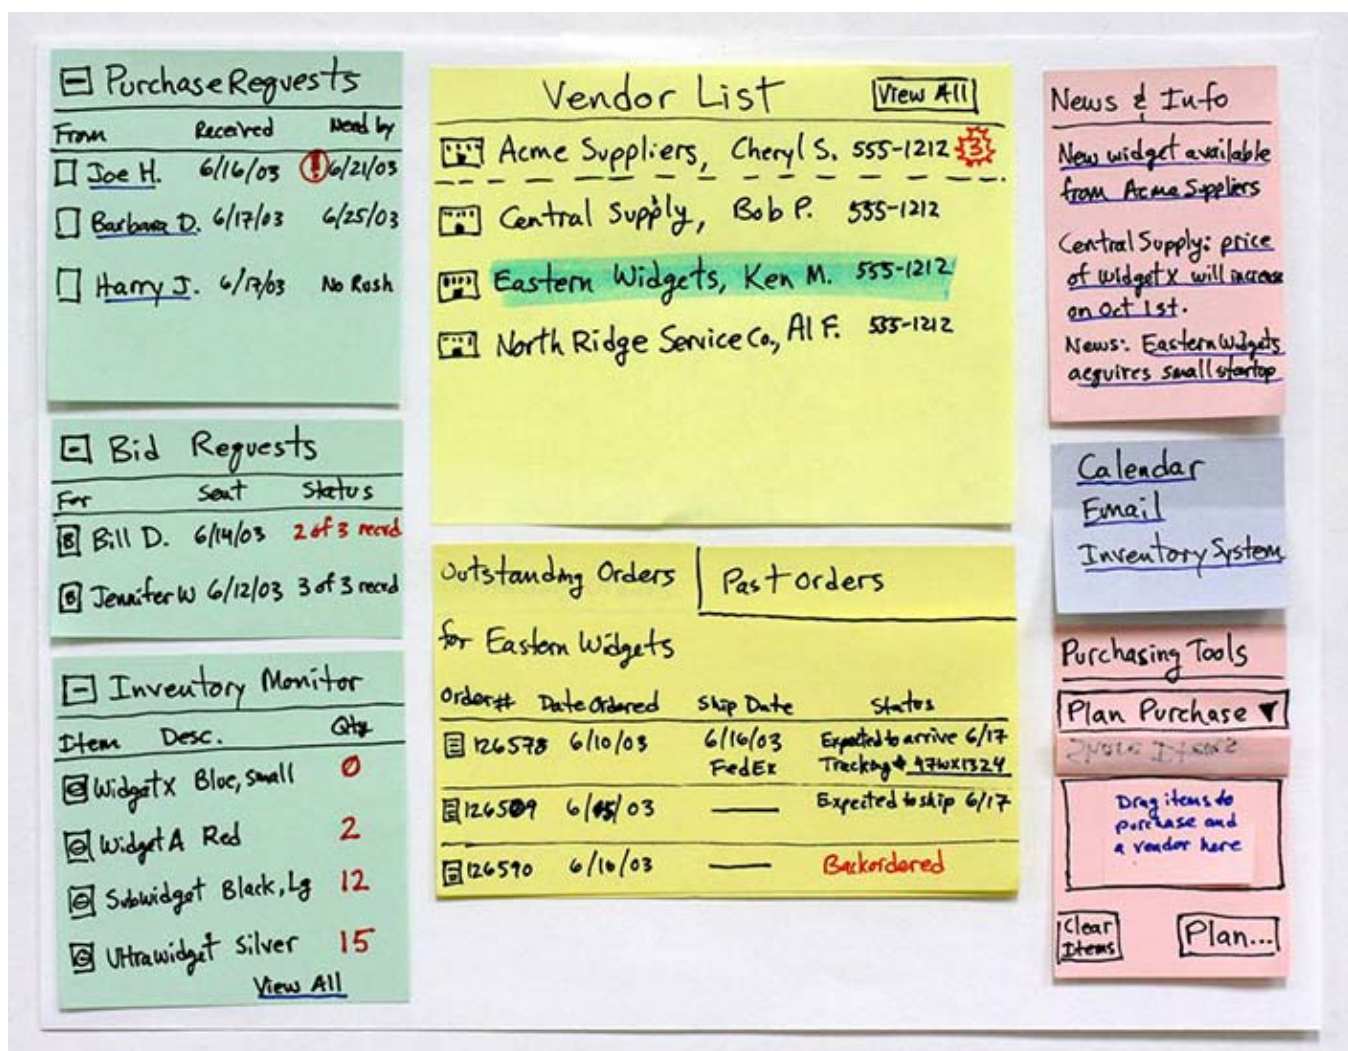 Purchase Requests
From Received Need by
Joe H. 6/16/03 ! 6/21/03
Barbara D. 6/17/03 6/25/03
Harry J. 6/17/03 No Rush
Bid Requests
For Sent Status
B Bill D. 6/14/03 2 of 3 recvd
B Jennifer W 6/12/03 3 of 3 recvd
Inventory Monitor
Item Desc. Qty
Widget X Blue, small 0
Widget A Red 2
Subwidget Black, Lg 12
Ultrawidget Silver 15
View All
Vendor List View All
Acme Suppliers, Cheryl S. 555-1212 3
Central Supply, Bob P. 555-1212
Eastern Widgets, Ken M. 555-1212
North Ridge Service Co., Al F. 555-1212
Outstanding Orders Past Orders
for Eastern Widgets
Order# Date Ordered Ship Date Status
126578 6/10/03 6/16/03 Expected to arrive 6/17
FedEx Tracking# 97WX1324
6/15/03 — Expected to ship 6/17
126590 6/16/03 — Backordered
News & Info
New widget available
from Acme Suppliers
Central Supply: price
of widget X will increase
on Oct 1st.
News: Eastern Widgets
acquires small startup
Calendar
Email
Inventory System
Purchasing Tools
Plan Purchase ▼
Drag items to
purchase and
a vendor here
Clear
Items
Plan...